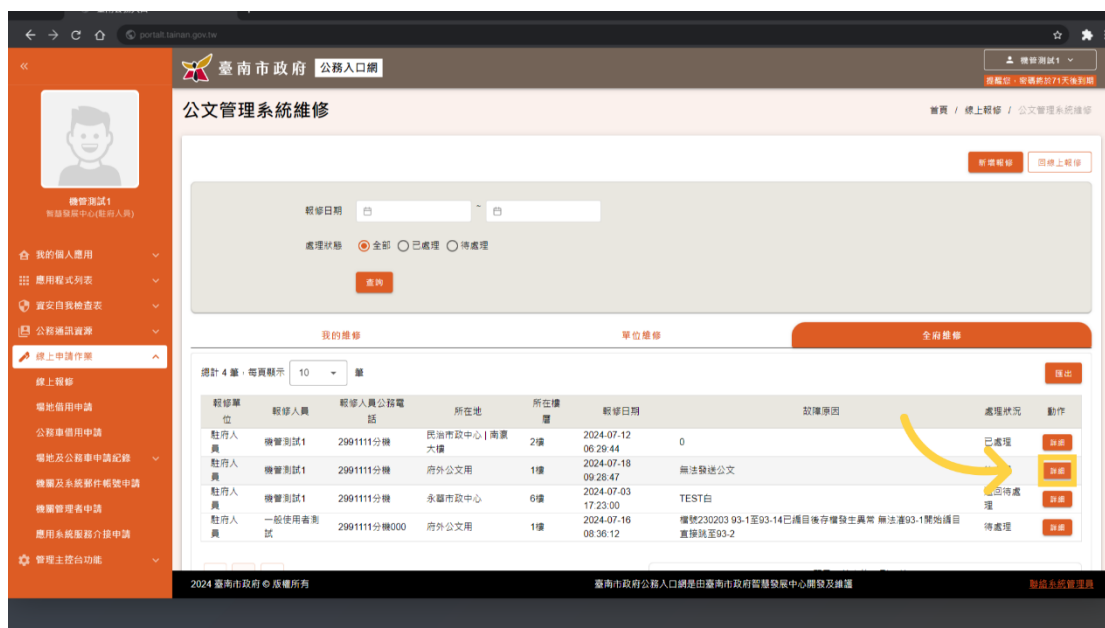 portalt.tainan.gov.tw
臺南市政府 公務入口網
機管測試1
提醒您，密碼將於71天後到期
公文管理系統維修
首頁 / 線上報修 / 公文管理系統維修
新增報修
回線上報修
機管測試1
智慧發展中心(駐府人員)
報修日期
~
處理狀態 全部 已處理 待處理
查詢
我的個人應用
應用程式列表
資安自我檢查表
公務通訊資源
線上申請作業
線上報修
場地借用申請
公務車借用申請
場地及公務車申請紀錄
機關及系統郵件帳號申請
機關管理者申請
應用系統服務介接申請
管理主控台功能
我的維修
單位維修
全府維修
總計 4 筆，每頁顯示 10 筆
匯出
報修單位 報修人員 報修人員公務電話 所在地 所在樓層 報修日期 故障原因 處理狀況 動作
駐府人員 機管測試1 2991111分機 民治市政中心 | 南瀛大樓 2樓 2024-07-12 06:29:44 0 已處理 詳細
駐府人員 機管測試1 2991111分機 府外公文用 1樓 2024-07-18 09:28:47 無法發送公文 詳細
駐府人員 機管測試1 2991111分機 永華市政中心 6樓 2024-07-03 17:23:00 TEST白 退回待處理 詳細
駐府人員 一般使用者測試 2991111分機000 府外公文用 1樓 2024-07-16 08:36:12 檔號230203 93-1至93-14已編目後存檔發生異常 無法從93-1開始編目 直接跳至93-2 待處理 詳細
2024 臺南市政府 © 版權所有
臺南市政府公務入口網是由臺南市政府智慧發展中心開發及維護
聯絡系統管理員